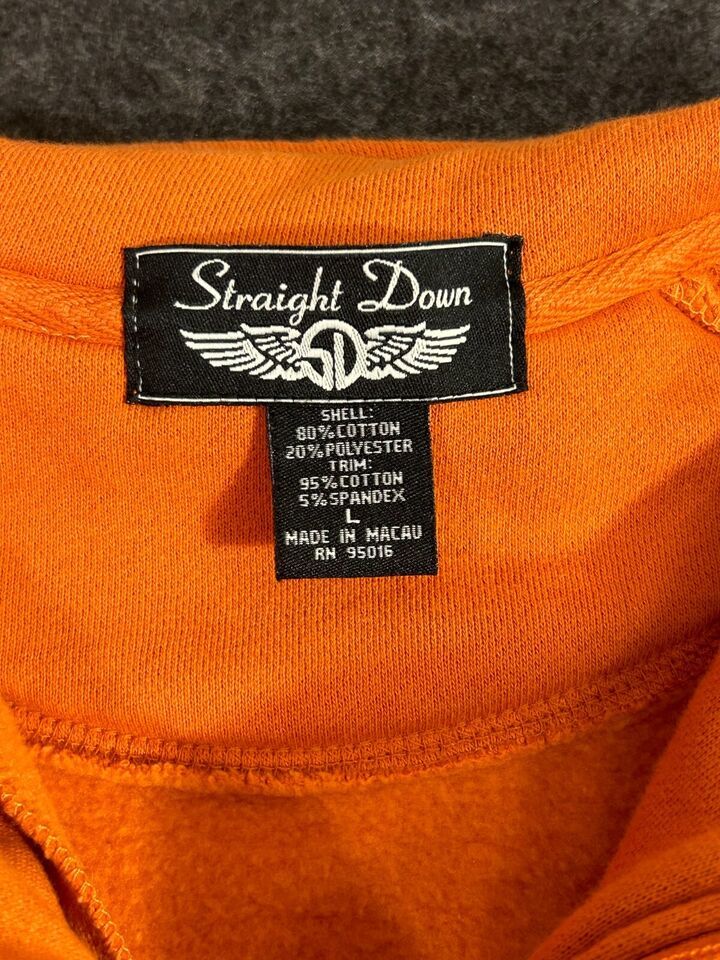 Straight Down
SD
SHELL:
80%COTTON
20%POLYESTER
TRIM:
95%COTTON
5%SPANDEX
L
MADE IN MACAU
RN 95016